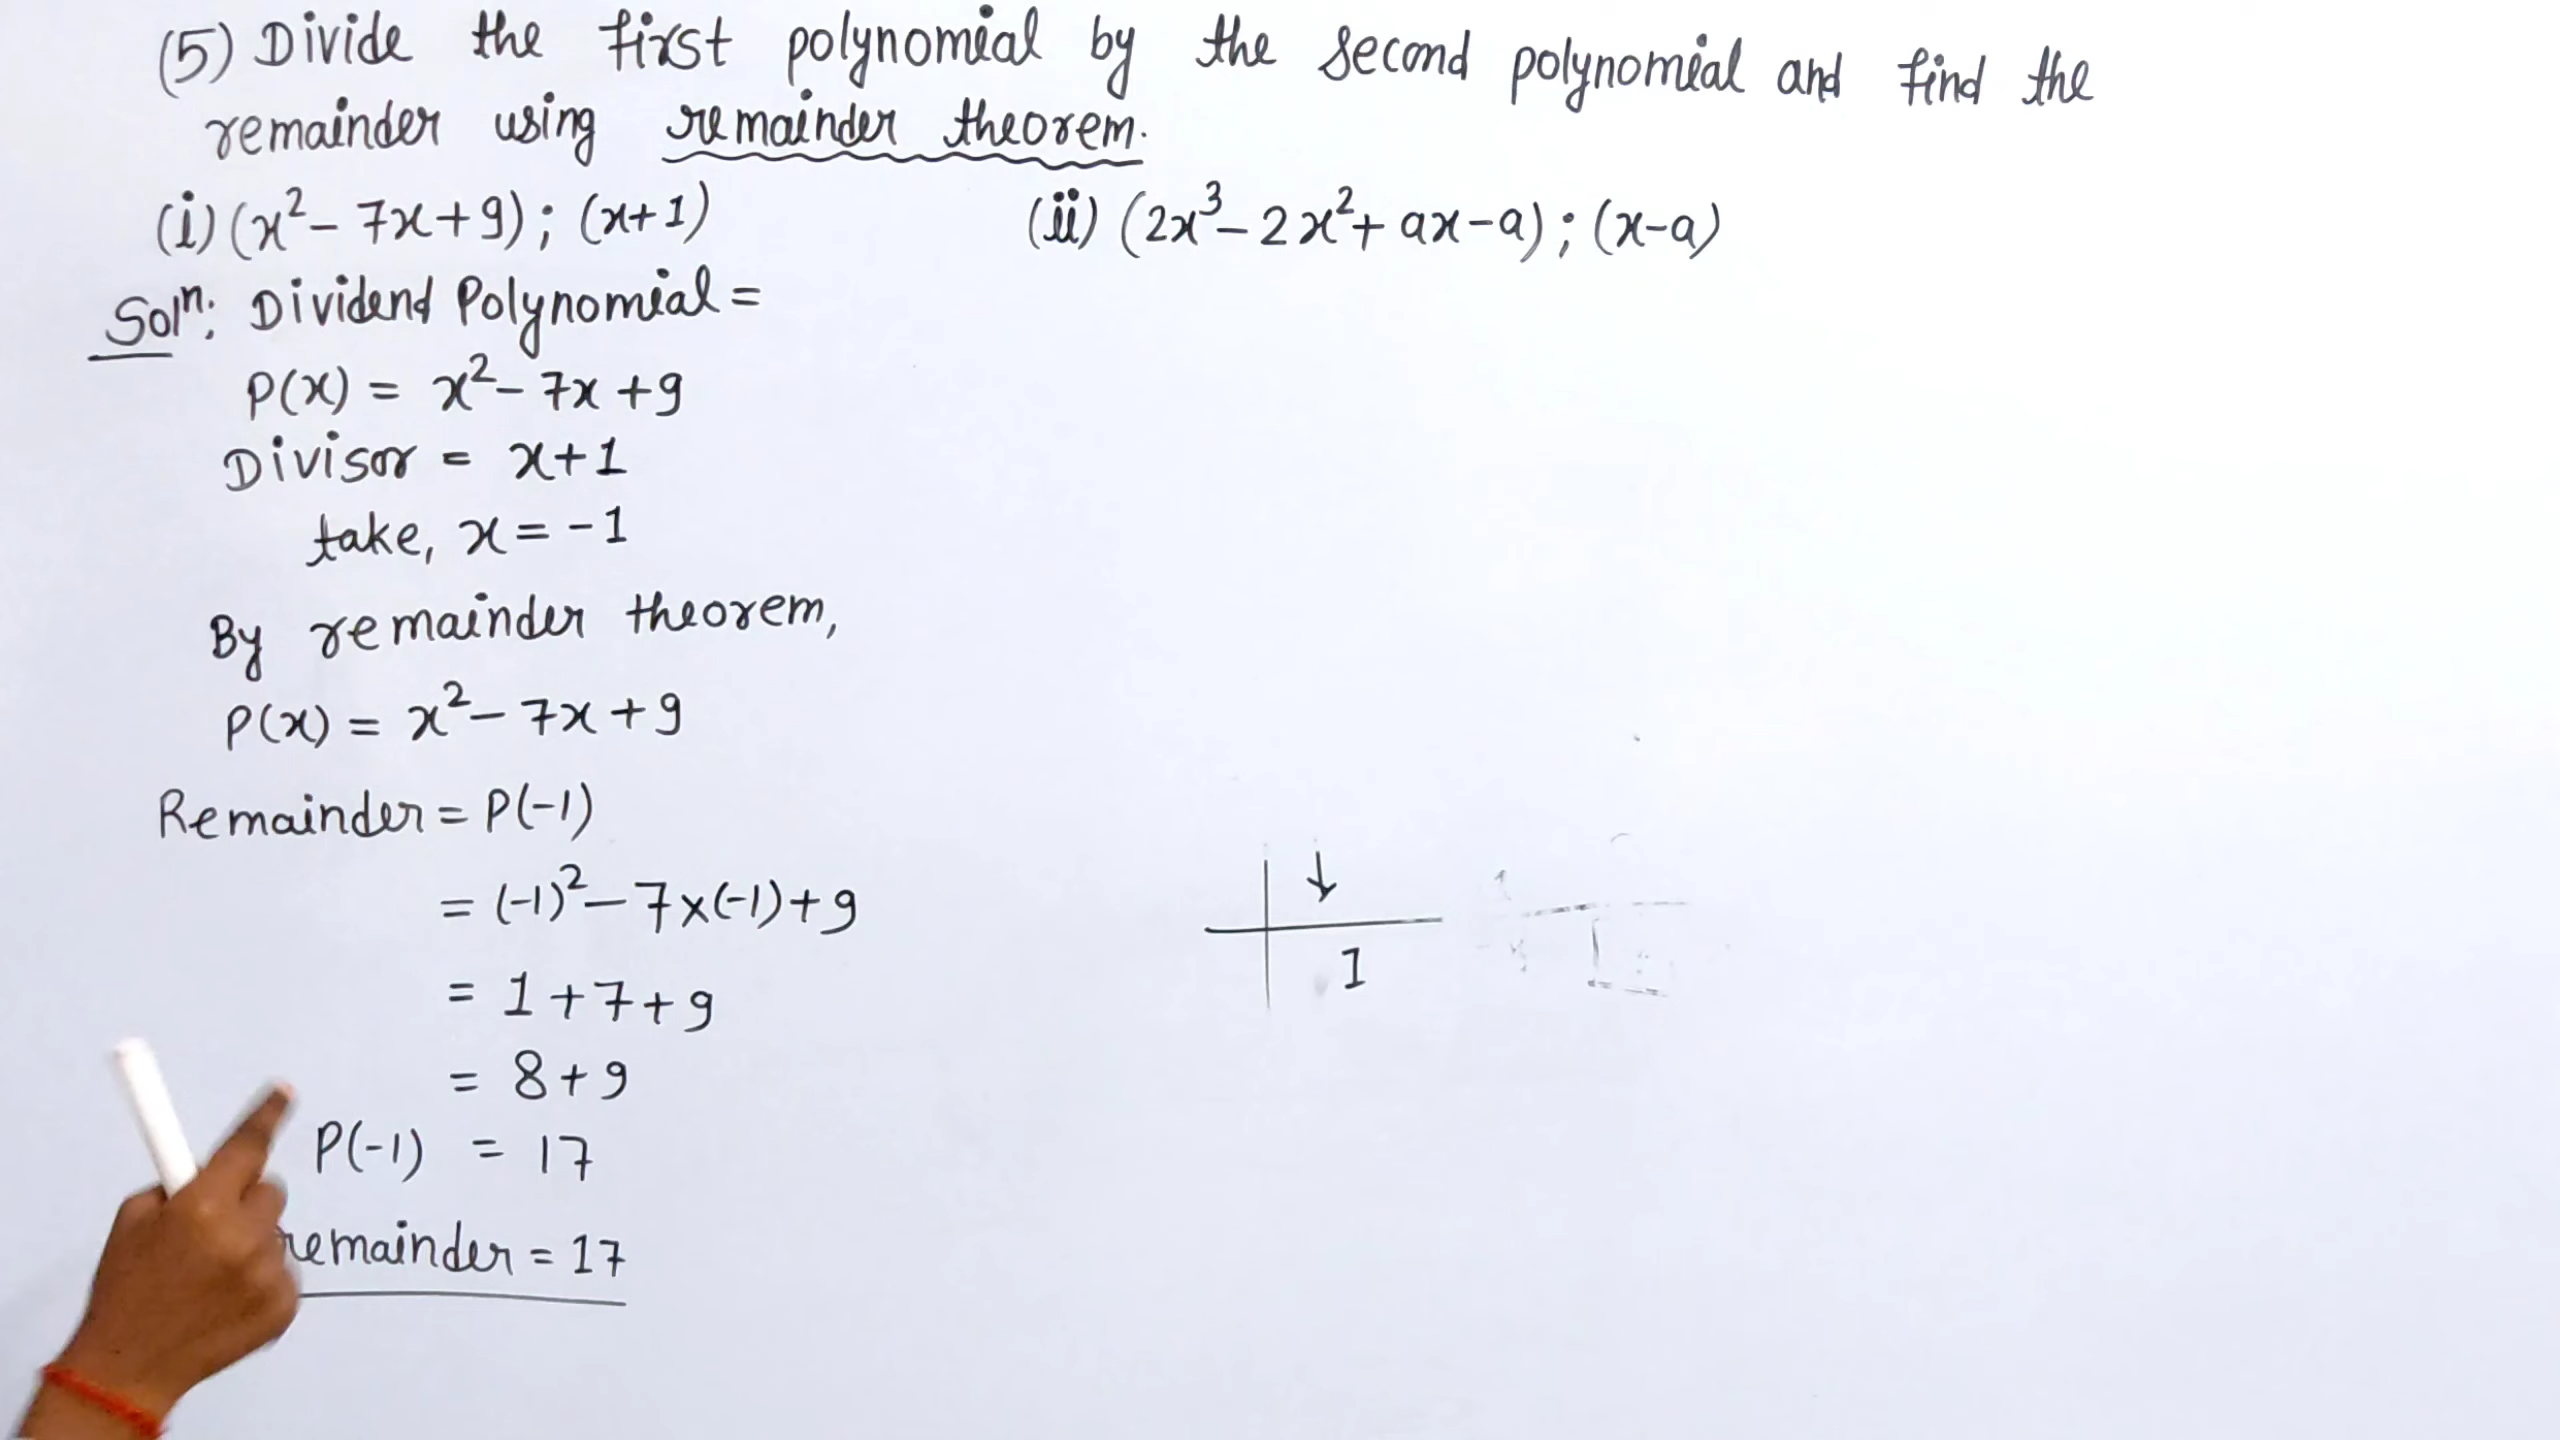 (5) Divide the first polynomial by the second polynomial and find the
remainder using remainder theorem.
(i) (x² - 7x + 9) ; (x+1)
(ii) (2x³ - 2x² + ax - a) ; (x-a)
Solⁿ: Dividend Polynomial =
P(x) = x² - 7x + 9
Divisor = x+1
take, x = -1
By remainder theorem,
P(x) = x² - 7x + 9
Remainder = P(-1)
= (-1)² - 7x(-1) + 9
= 1 + 7 + 9
= 8 + 9
P(-1) = 17
remainder = 17
↓
1